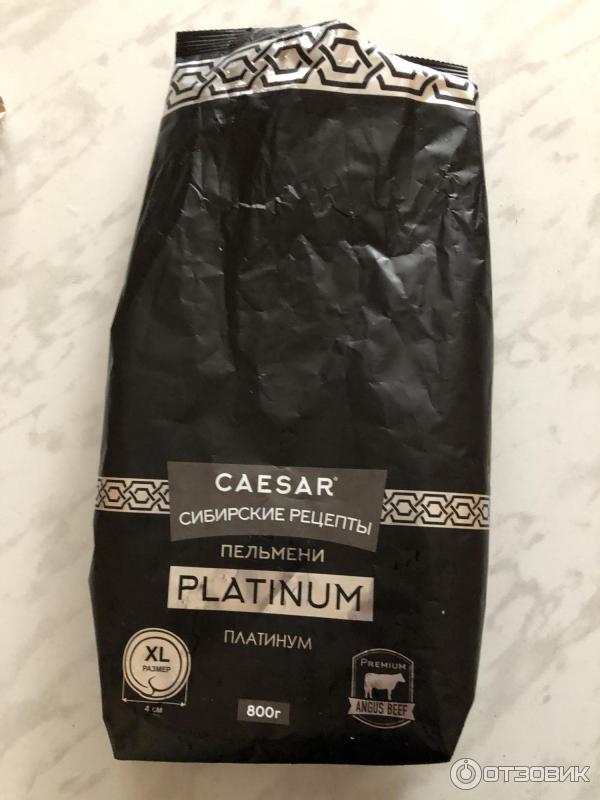 CAESAR®
СИБИРСКИЕ РЕЦЕПТЫ
ПЕЛЬМЕНИ
PLATINUM
ПЛАТИНУМ
XL
РАЗМЕР
4 СМ
800г
PREMIUM
ANGUS BEEF
ОТЗОВИК